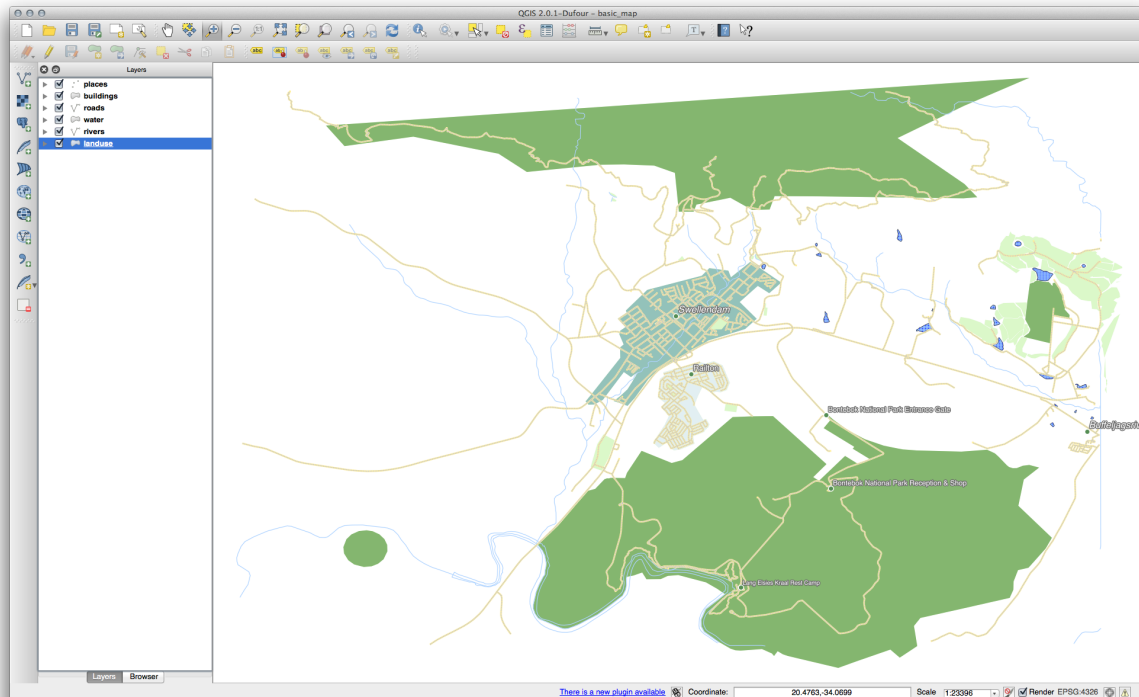 QGIS 2.0.1-Dufour – basic_map
Layers
places
buildings
roads
water
rivers
landuse
Swellendam
Railton
Bontebok National Park Entrance Gate
Bontebok National Park Reception & Shop
Lang Elsies Kraal Rest Camp
Layers Browser
There is a new plugin available Coordinate: 20.4763,-34.0699 Scale 1:23396 Render EPSG:4326